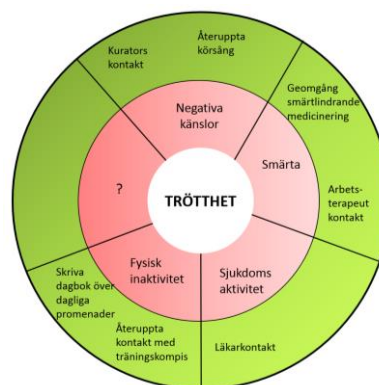 Kurators
kontakt
Återuppta
körsång
Geomgång
smärtlindrande
medicinering
Arbets-
terapeut
kontakt
Läkarkontakt
Återuppta
kontakt med
träningskompis
Skriva
dagbok över
dagliga
promenader
Negativa
känslor
Smärta
Sjukdoms
aktivitet
Fysisk
inaktivitet
?
TRÖTTHET